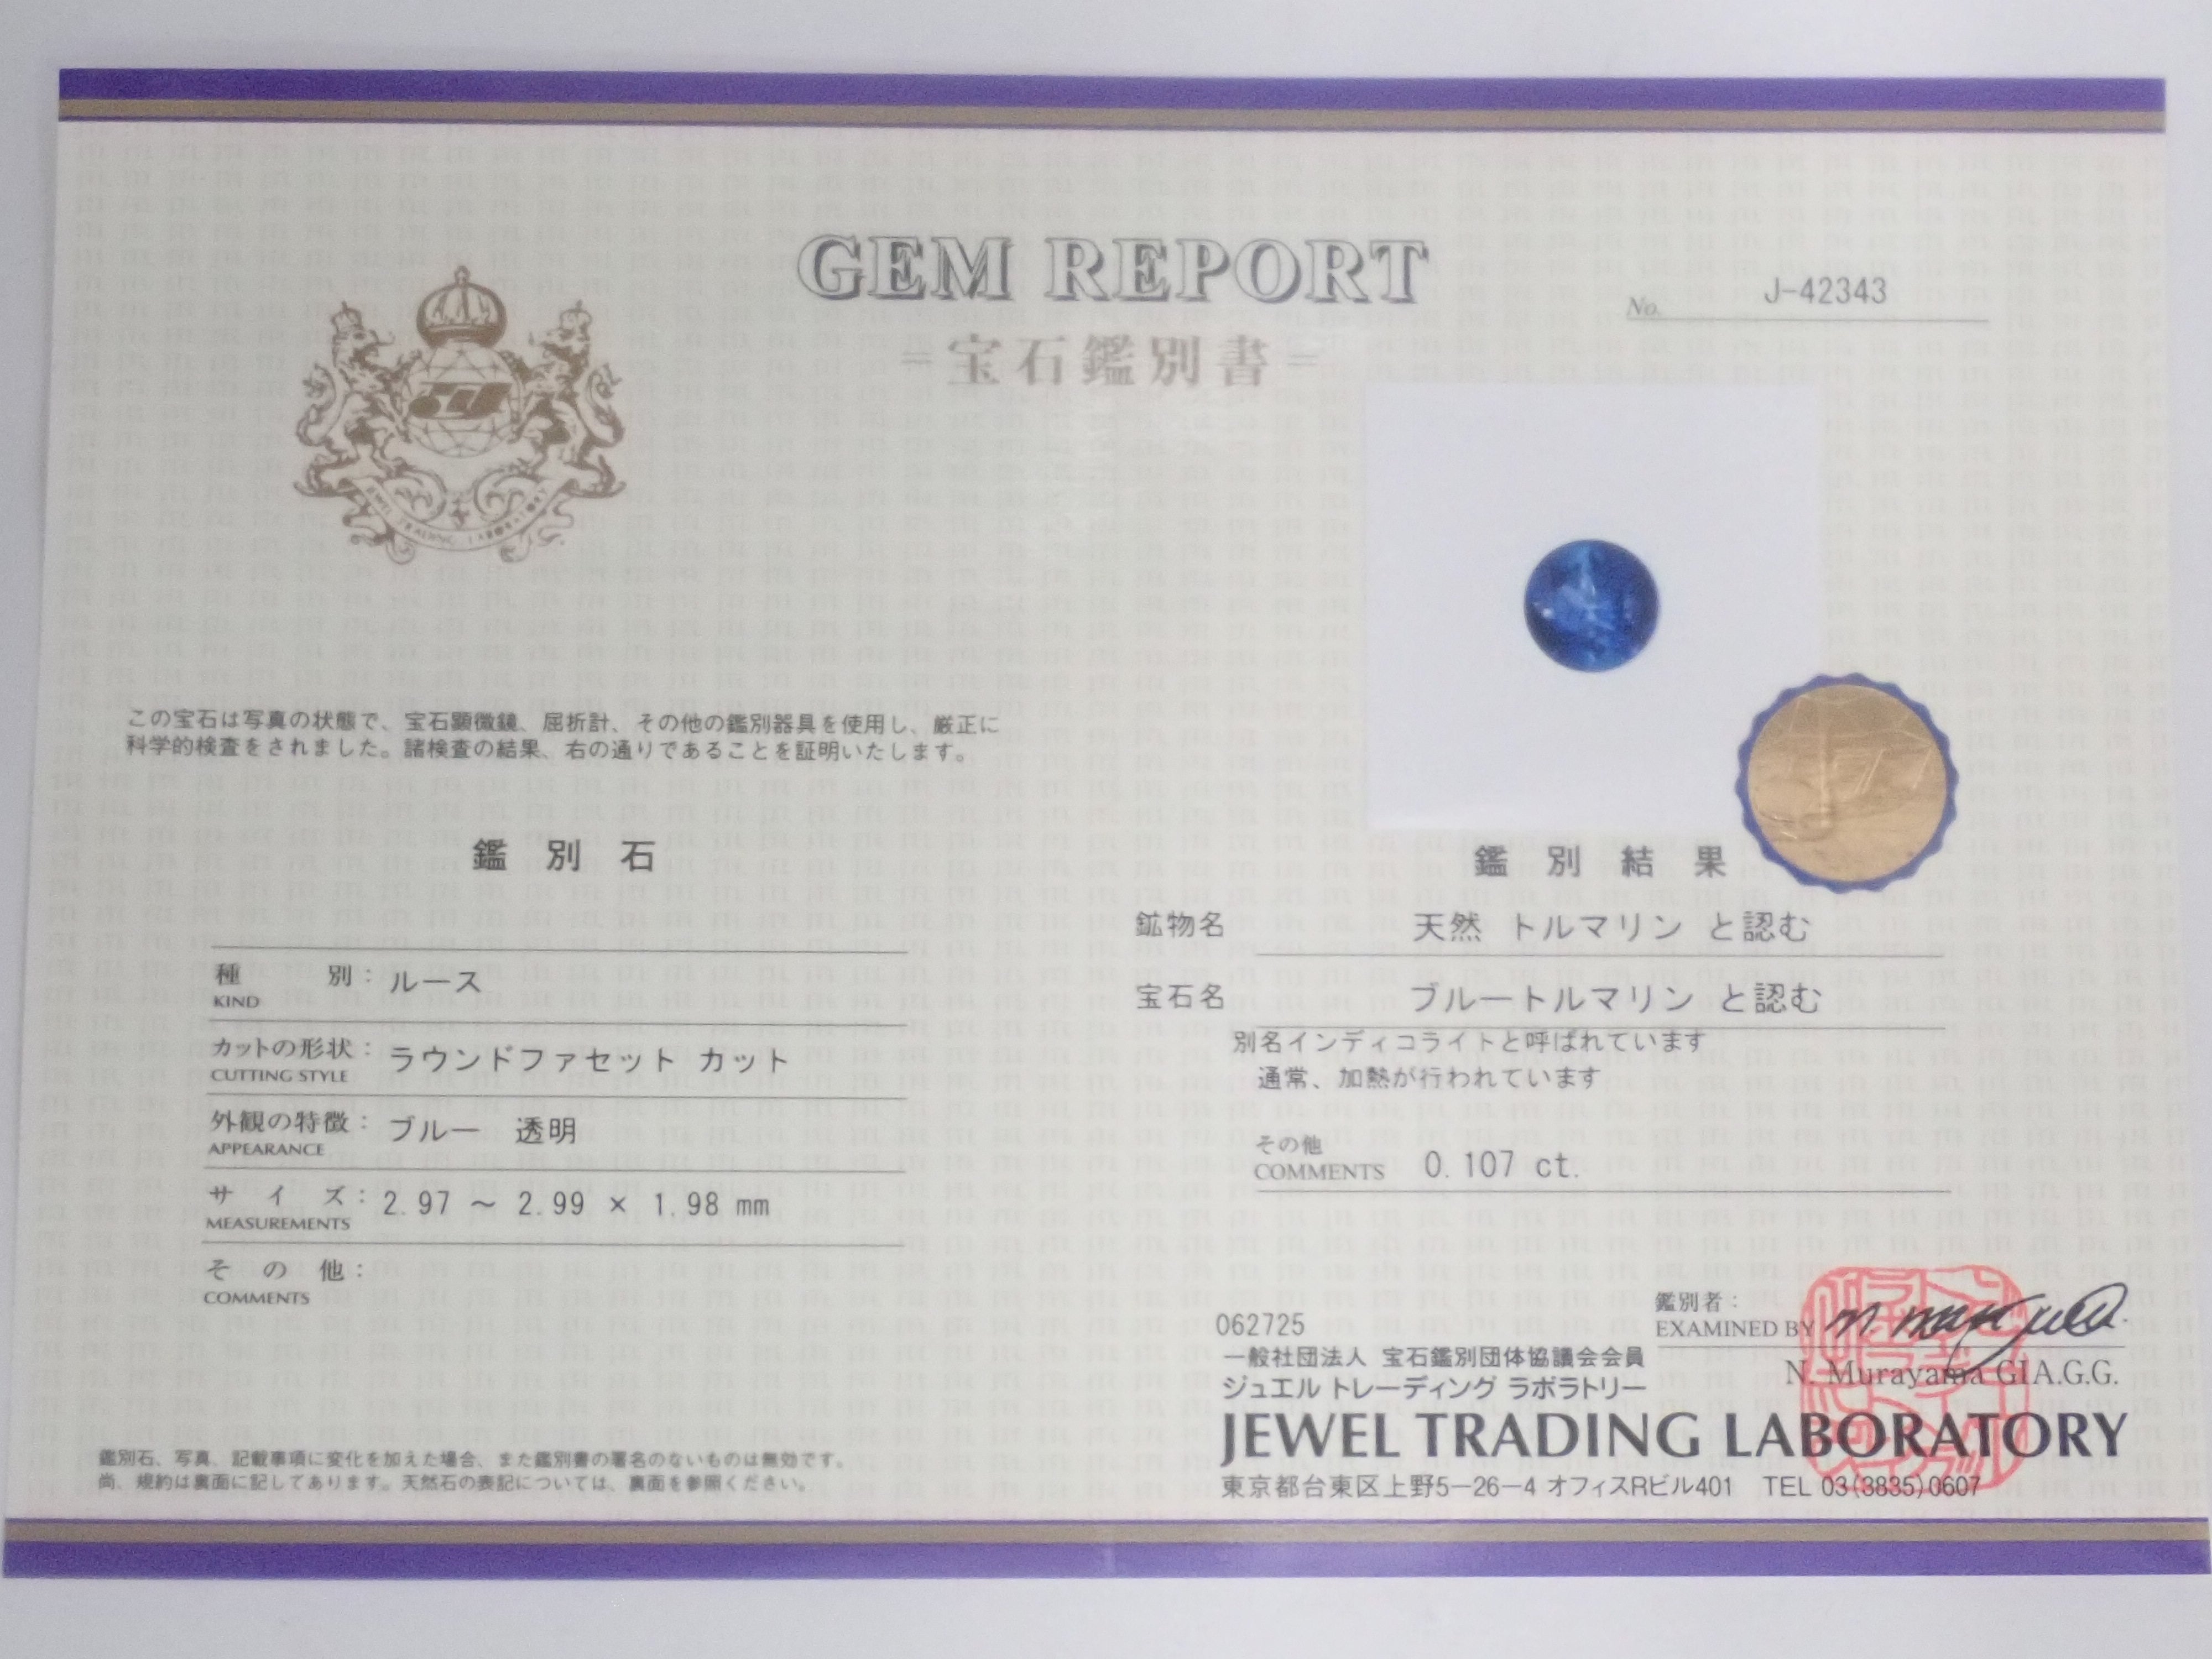 GEM REPORT
=宝石鑑別書=
No. J-42343
JEWEL TRADING LABORATORY
この宝石は写真の状態で、宝石顕微鏡、屈折計、その他の鑑別器具を使用し、厳正に
科学的検査をされました。諸検査の結果、右の通りであることを証明いたします。
鑑別石
種別: ルース
KIND
カットの形状: ラウンドファセット カット
CUTTING STYLE
外観の特徴: ブルー 透明
APPEARANCE
サイズ: 2.97 ～ 2.99 × 1.98 mm
MEASUREMENTS
その他:
COMMENTS
鑑別石、写真、記載事項に変化を加えた場合、また鑑別書の署名のないものは無効です。
尚、規約は裏面に記してあります。天然石の表記については、裏面を参照ください。
鑑別結果
鉱物名 天然 トルマリン と認む
宝石名 ブルートルマリン と認む
別名インディコライトと呼ばれています
通常、加熱が行われています
その他
COMMENTS 0.107 ct.
062725
鑑別者:
EXAMINED BY
N. Murayama GIA.G.G.
一般社団法人 宝石鑑別団体協議会会員
ジュエル トレーディング ラボラトリー
JEWEL TRADING LABORATORY
東京都台東区上野5-26-4 オフィスRビル401 TEL 03(3835)0607